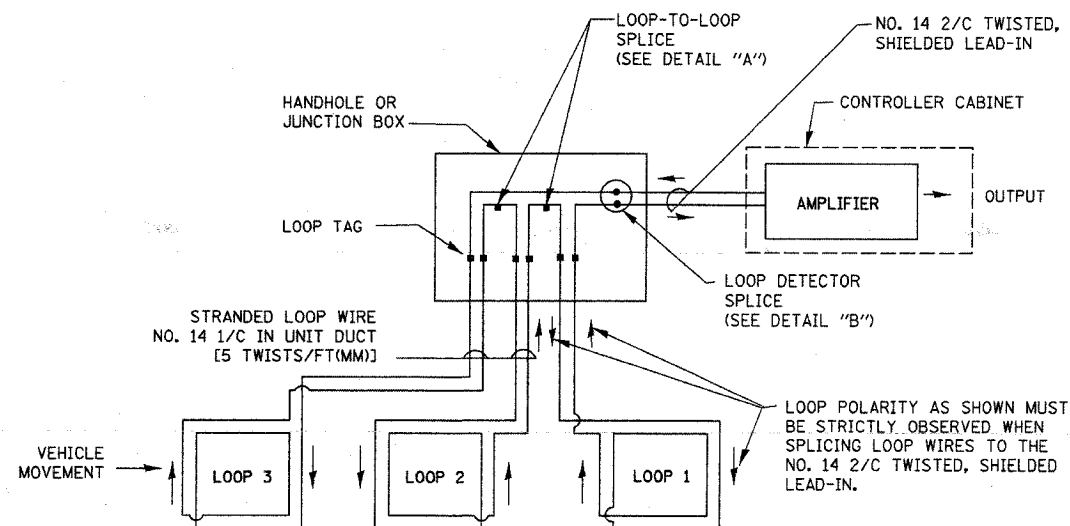 LOOP-TO-LOOP
SPLICE
(SEE DETAIL "A")
NO. 14 2/C TWISTED,
SHIELDED LEAD-IN
HANDHOLE OR
JUNCTION BOX
CONTROLLER CABINET
AMPLIFIER
OUTPUT
LOOP TAG
LOOP DETECTOR
SPLICE
(SEE DETAIL "B")
STRANDED LOOP WIRE
NO. 14 1/C IN UNIT DUCT
[5 TWISTS/FT(MM)]
LOOP POLARITY AS SHOWN MUST
BE STRICTLY OBSERVED WHEN
SPLICING LOOP WIRES TO THE
NO. 14 2/C TWISTED, SHIELDED
LEAD-IN.
VEHICLE
MOVEMENT
LOOP 3
LOOP 2
LOOP 1